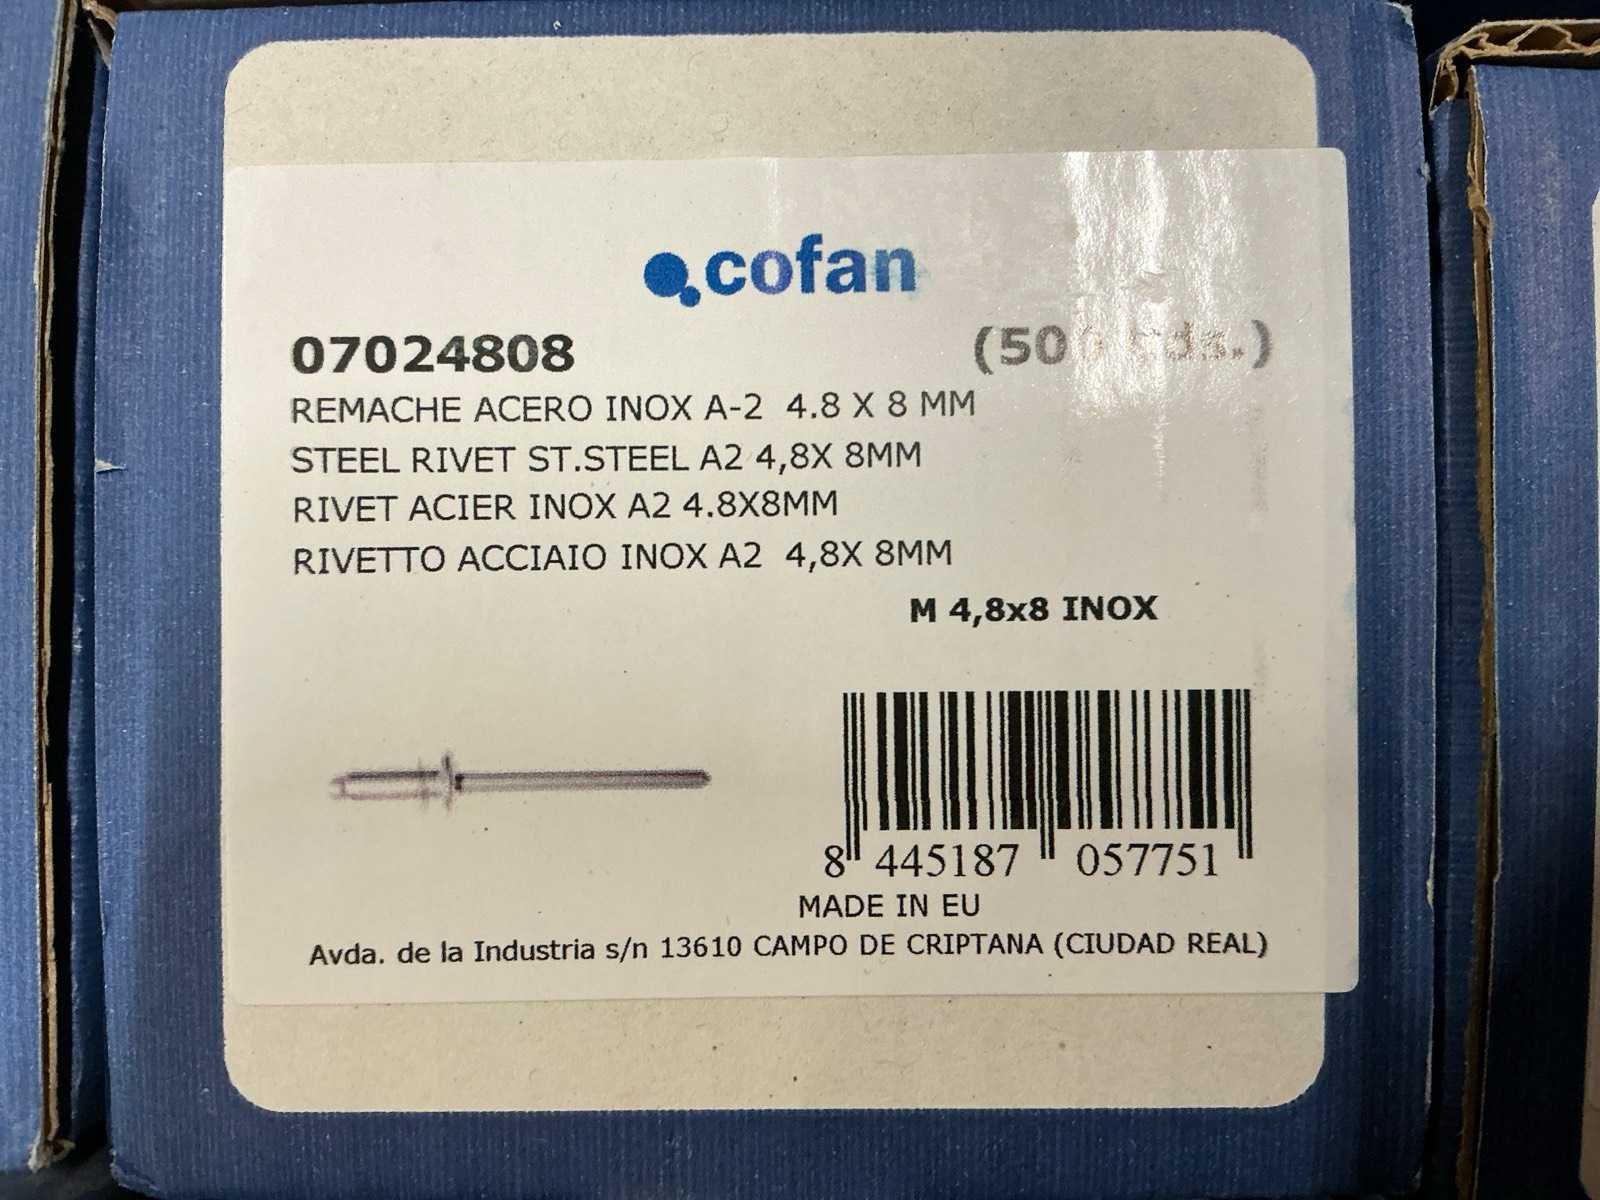 cofan
07024808 (500 uds.)
REMACHE ACERO INOX A-2 4.8 X 8 MM
STEEL RIVET ST.STEEL A2 4,8X 8MM
RIVET ACIER INOX A2 4.8X8MM
RIVETTO ACCIAIO INOX A2 4,8X 8MM
M 4,8x8 INOX
8 445187 057751
MADE IN EU
Avda. de la Industria s/n 13610 CAMPO DE CRIPTANA (CIUDAD REAL)